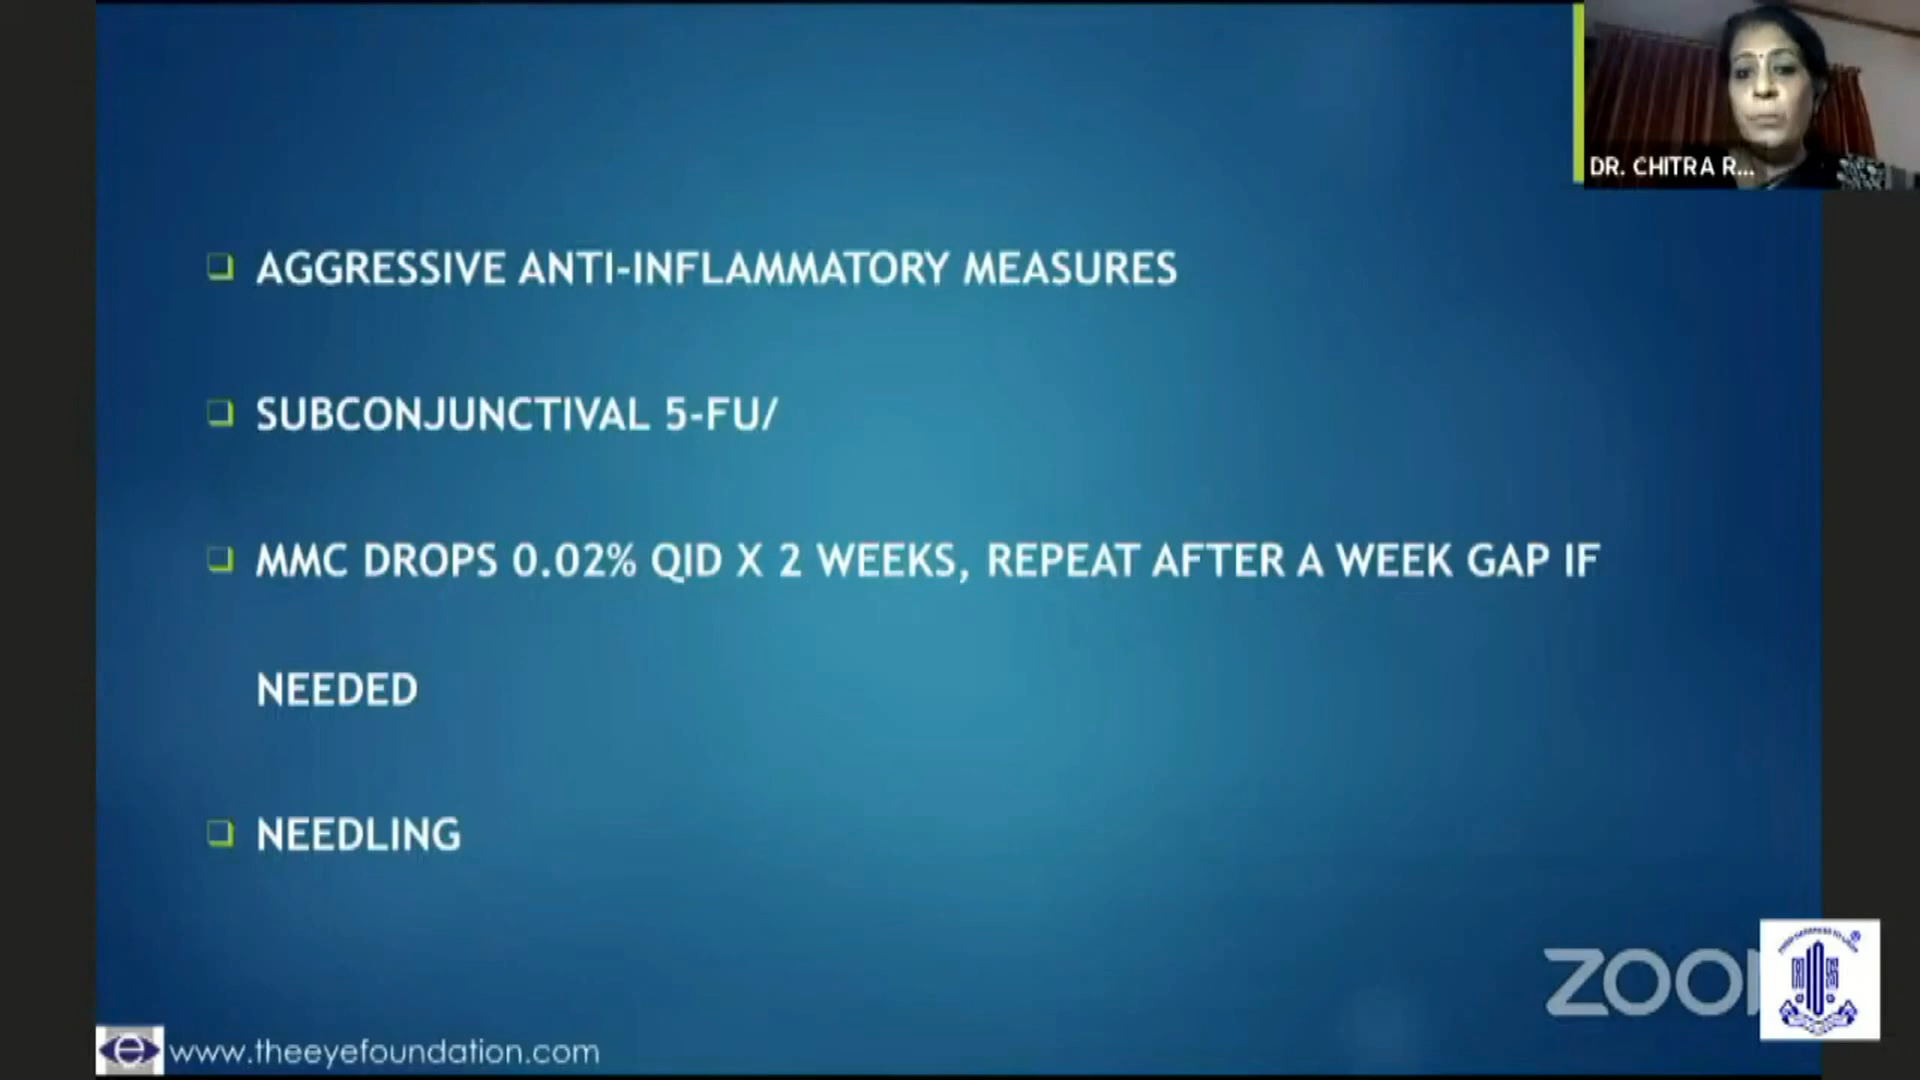 DR. CHITRA R...
AGGRESSIVE ANTI-INFLAMMATORY MEASURES
SUBCONJUNCTIVAL 5-FU/
MMC DROPS 0.02% QID X 2 WEEKS, REPEAT AFTER A WEEK GAP IF
NEEDED
NEEDLING
ZOO
www.theeyefoundation.com